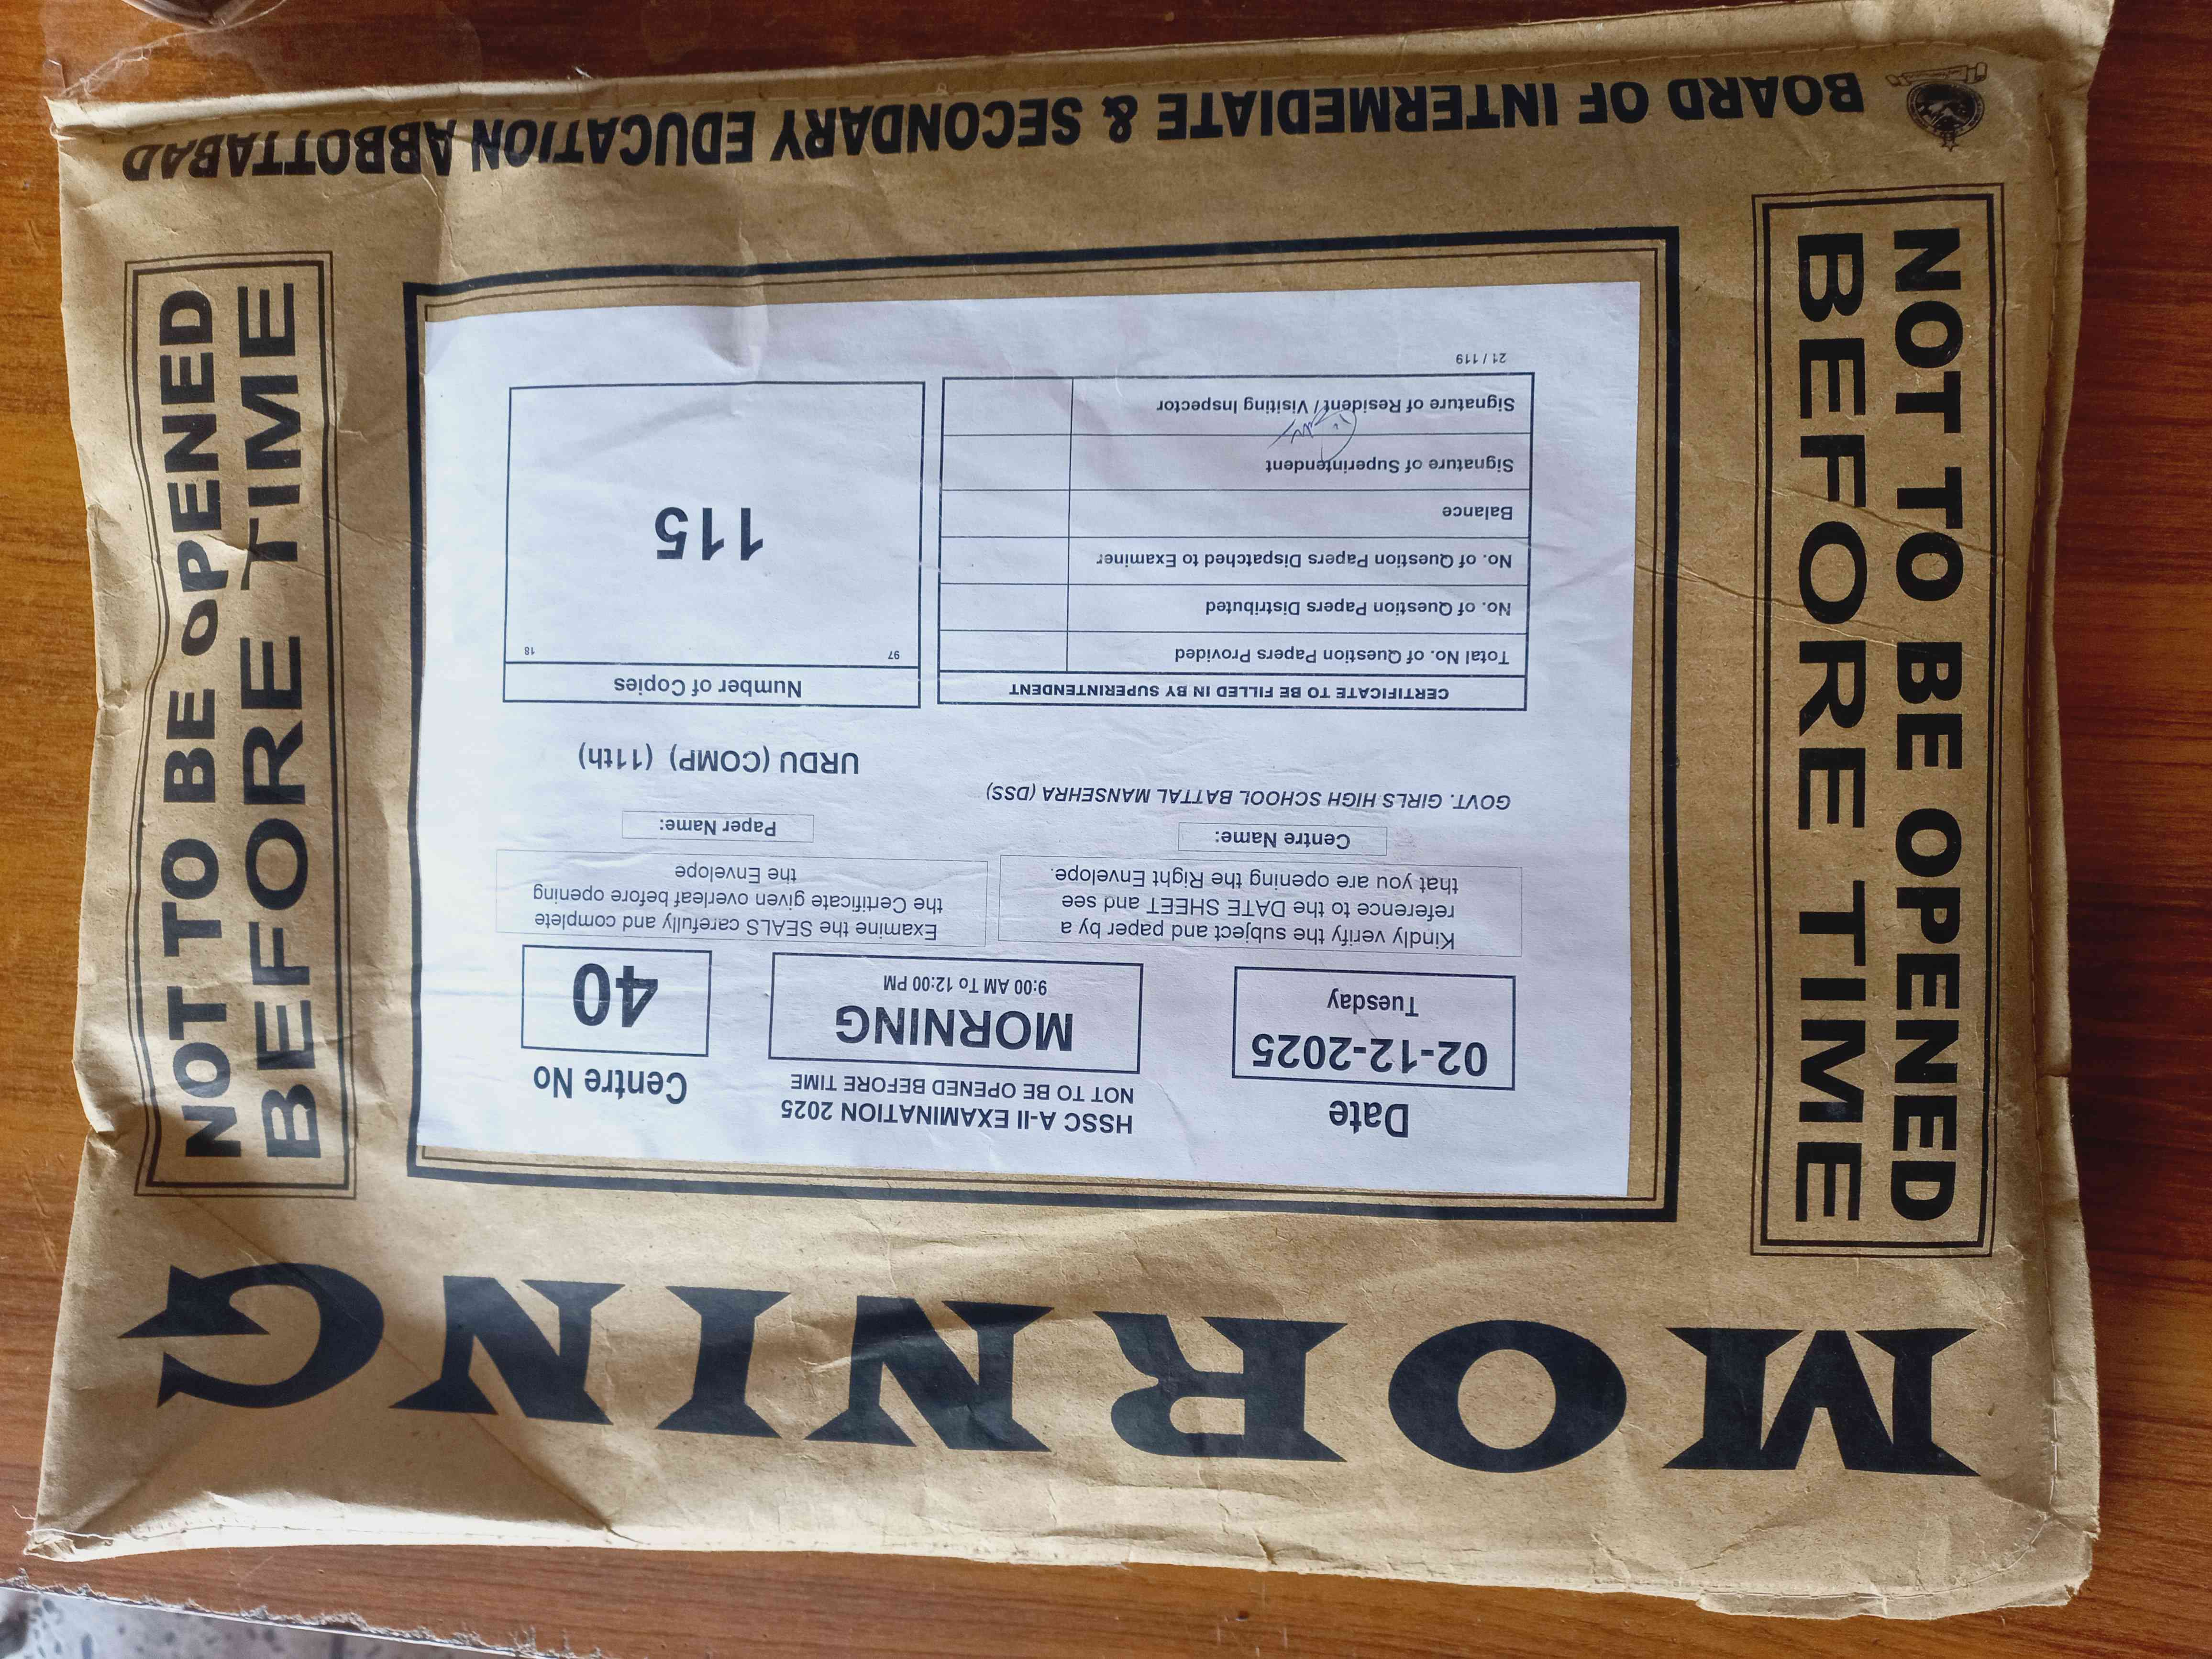 MORNING
NOT TO BE OPENED
BEFORE TIME
NOT TO BE OPENED
BEFORE TIME
Date
02-12-2025
Tuesday
HSSC A-II EXAMINATION 2025
NOT TO BE OPENED BEFORE TIME
MORNING
9:00 AM To 12:00 PM
Centre No
40
Kindly verify the subject and paper by a
reference to the DATE SHEET and see
that you are opening the Right Envelope.
Examine the SEALS carefully and complete
the Certificate given overleaf before opening
the Envelope
Centre Name:
GOVT. GIRLS HIGH SCHOOL BATTAL MANSEHRA (DSS)
Paper Name:
URDU (COMP) (11th)
CERTIFICATE TO BE FILLED IN BY SUPERINTENDENT
Total No. of Question Papers Provided
No. of Question Papers Distributed
No. of Question Papers Dispatched to Examiner
Balance
Signature of Superintendent
Signature of Resident / Visiting Inspector
21 / 119
Number of Copies
97 18
115
BOARD OF INTERMEDIATE & SECONDARY EDUCATION ABBOTTABAD